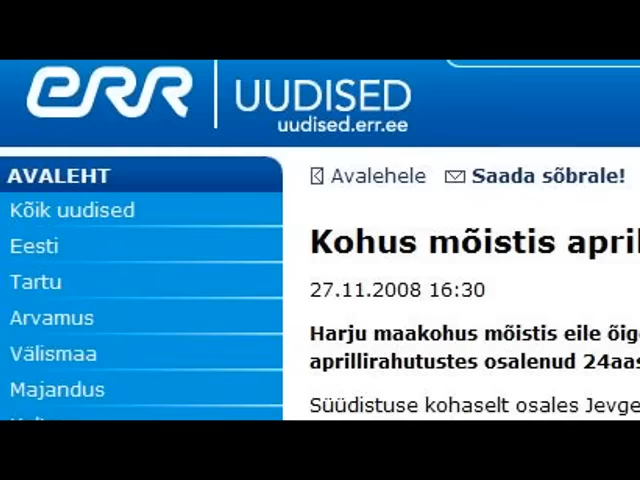 err UUDISED
uudised.err.ee
AVALEHT
Kõik uudised
Eesti
Tartu
Arvamus
Välismaa
Majandus
Avalehele Saada sõbrale!
Kohus mõistis april
27.11.2008 16:30
Harju maakohus mõistis eile õige
aprillirahutustes osalenud 24aas
Süüdistuse kohaselt osales Jevge